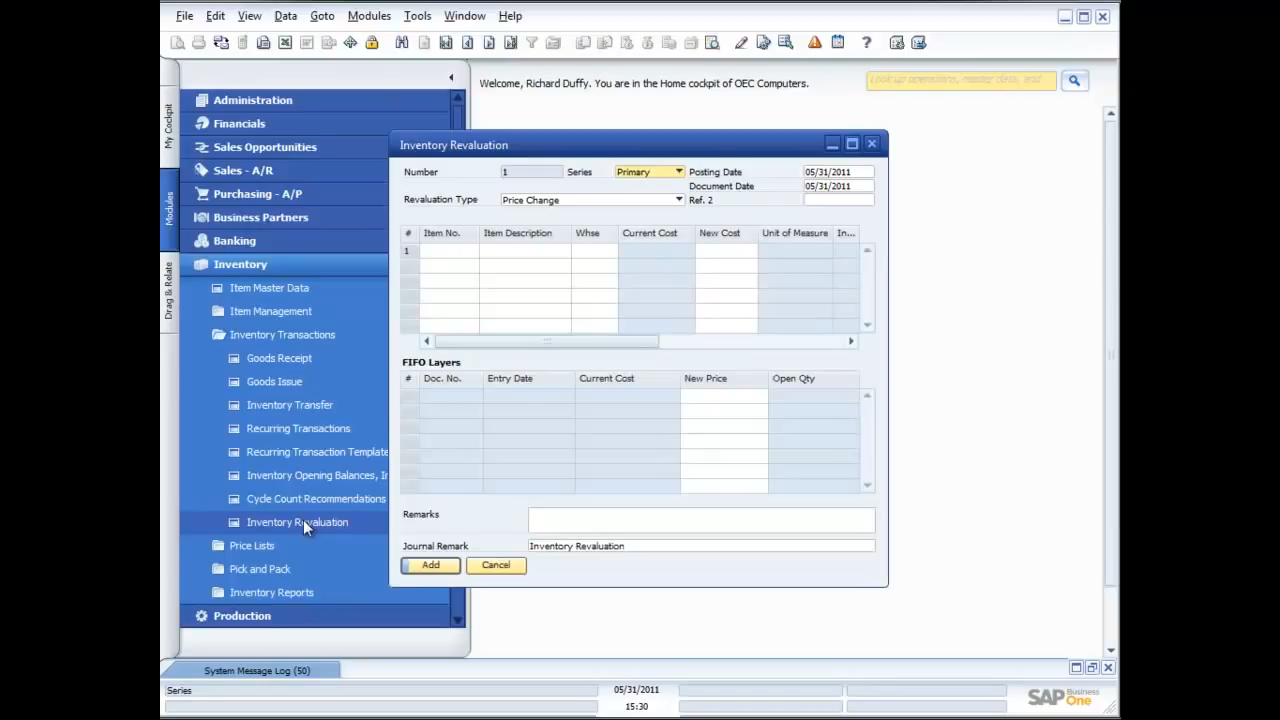 File Edit View Data Goto Modules Tools Window Help
Welcome, Richard Duffy. You are in the Home cockpit of OEC Computers.
Look up operations, master data, and
My Cockpit
Modules
Drag & Relate
Administration
Financials
Sales Opportunities
Sales - A/R
Purchasing - A/P
Business Partners
Banking
Inventory
Item Master Data
Item Management
Inventory Transactions
Goods Receipt
Goods Issue
Inventory Transfer
Recurring Transactions
Recurring Transaction Template
Inventory Opening Balances, I
Cycle Count Recommendations
Inventory Revaluation
Price Lists
Pick and Pack
Inventory Reports
Production
Inventory Revaluation
Number 1 Series Primary Posting Date 05/31/2011
Document Date 05/31/2011
Revaluation Type Price Change Ref. 2
# Item No. Item Description Whse Current Cost New Cost Unit of Measure In...
1
FIFO Layers
# Doc. No. Entry Date Current Cost New Price Open Qty
Remarks
Journal Remark Inventory Revaluation
Add Cancel
System Message Log (50)
Series 05/31/2011
15:30
SAP Business One